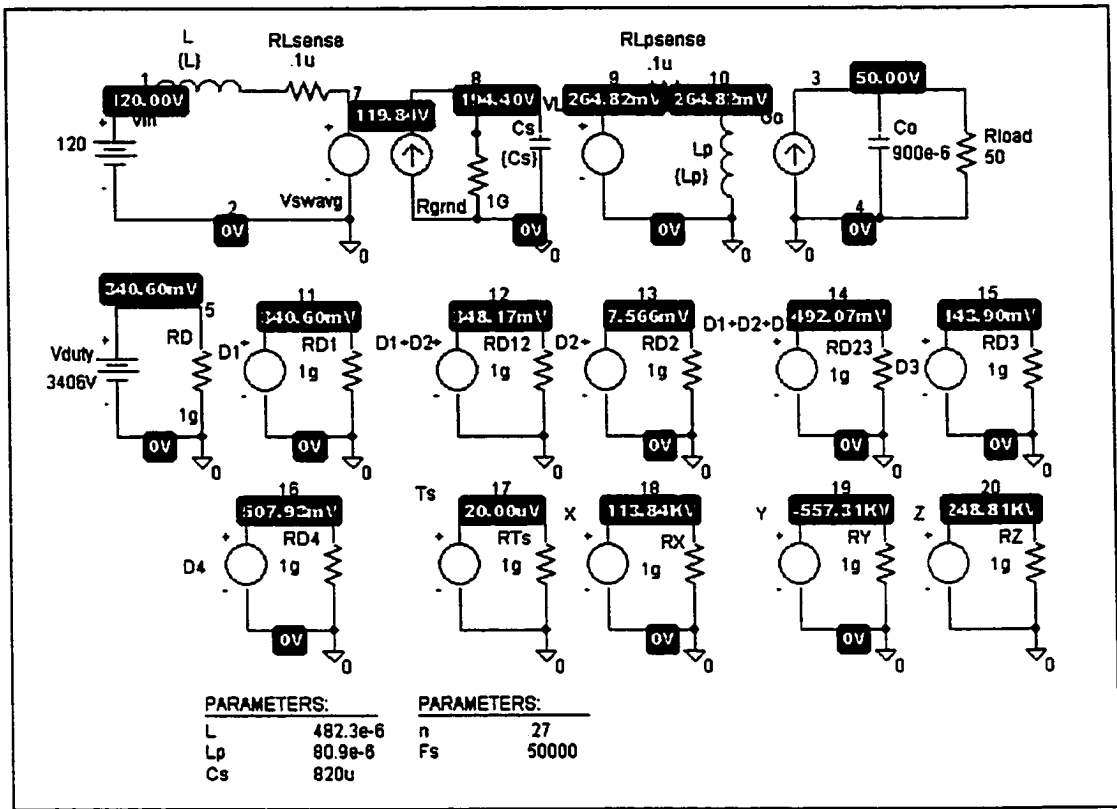 L
{L}
RLsense
.1u
RLpsense
.1u
1
120.00V
Vin
120
+
-
7
119.84V
Vswavg
2
0V
0
8
194.40V
Cs
{Cs}
Rgrnd
1G
0V
0
9
264.82mV
10
264.82mV
Lp
{Lp}
+
-
0
3
50.00V
Co
900e-6
Rload
50
4
0V
0
340.60mV
5
RD
1g
Vduty
3406V
+
-
0V
0
11
340.60mV
D1
RD1
1g
0V
0
12
348.17mV
D1+D2
RD12
1g
0V
0
13
7.566mV
D2
RD2
1g
0V
0
14
492.07mV
D1+D2+D
RD23
1g
0V
0
15
143.90mV
D3
RD3
1g
0V
0
16
507.92mV
D4
RD4
1g
0V
0
Ts
17
20.00uV
RTs
1g
0
18
X
113.84KV
RX
1g
0V
0
19
Y
-557.31KV
RY
1g
0V
0
20
Z
248.81KV
RZ
1g
0
PARAMETERS:
L 482.3e-6
Lp 80.9e-6
Cs 820u
PARAMETERS:
n .27
Fs 50000